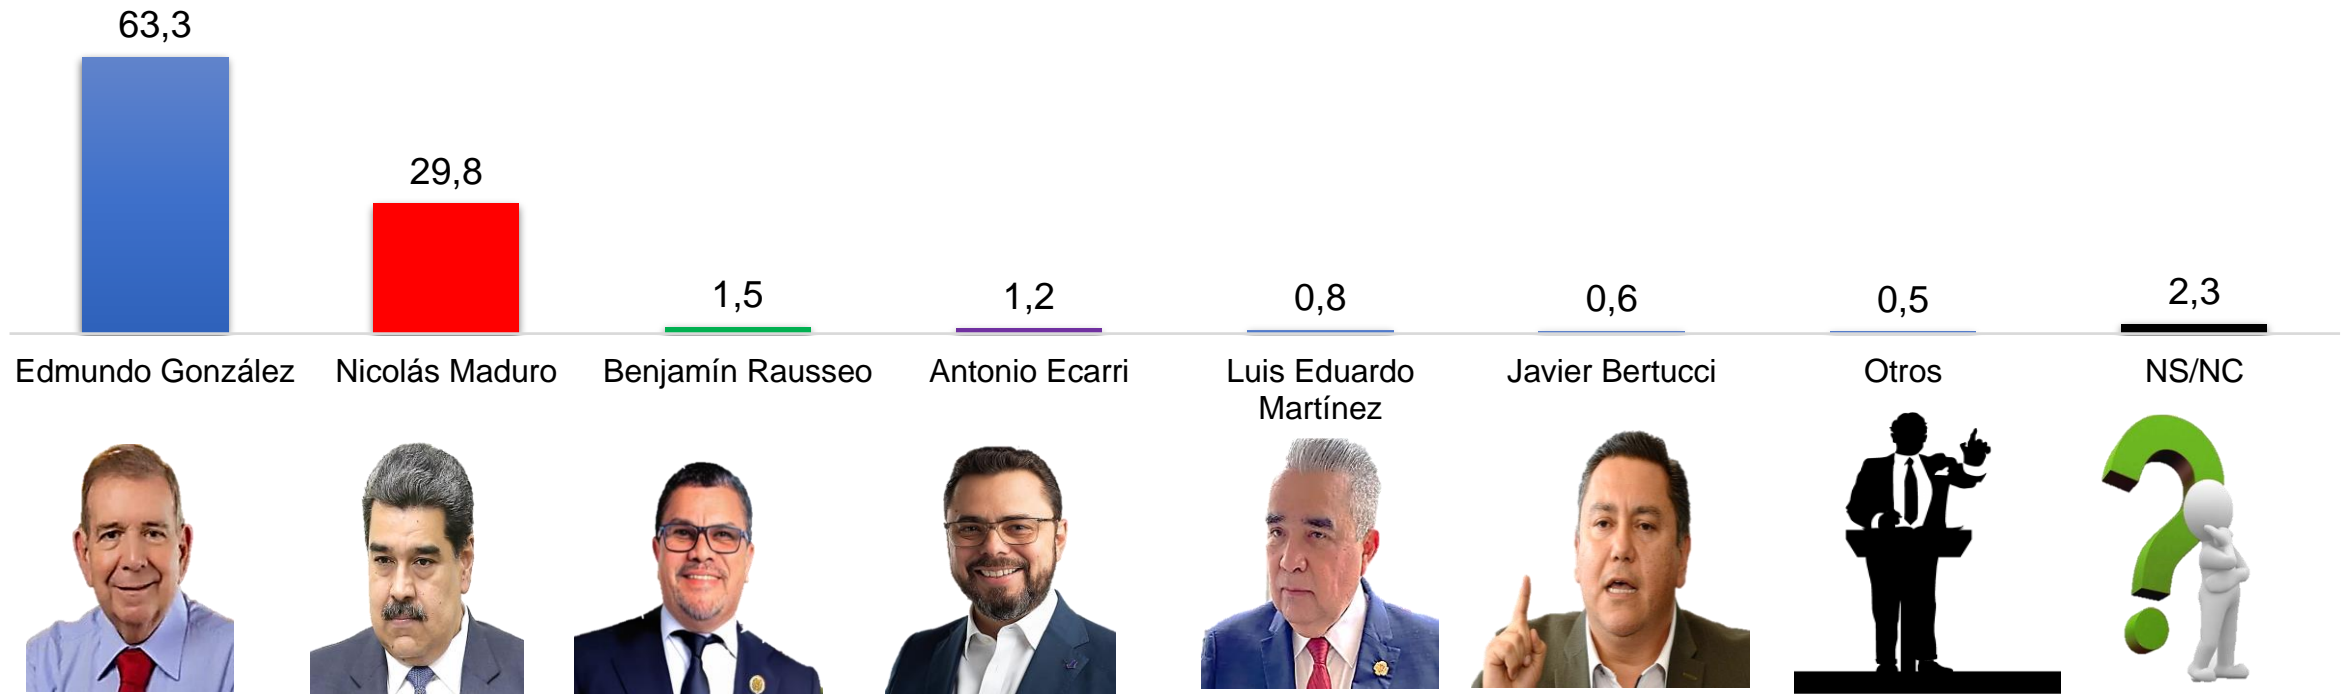 63,3
29,8
1,5
1,2
0,8
0,6
0,5
2,3
Edmundo González
Nicolás Maduro
Benjamín Rausseo
Antonio Ecarri
Luis Eduardo
Martínez
Javier Bertucci
Otros
NS/NC